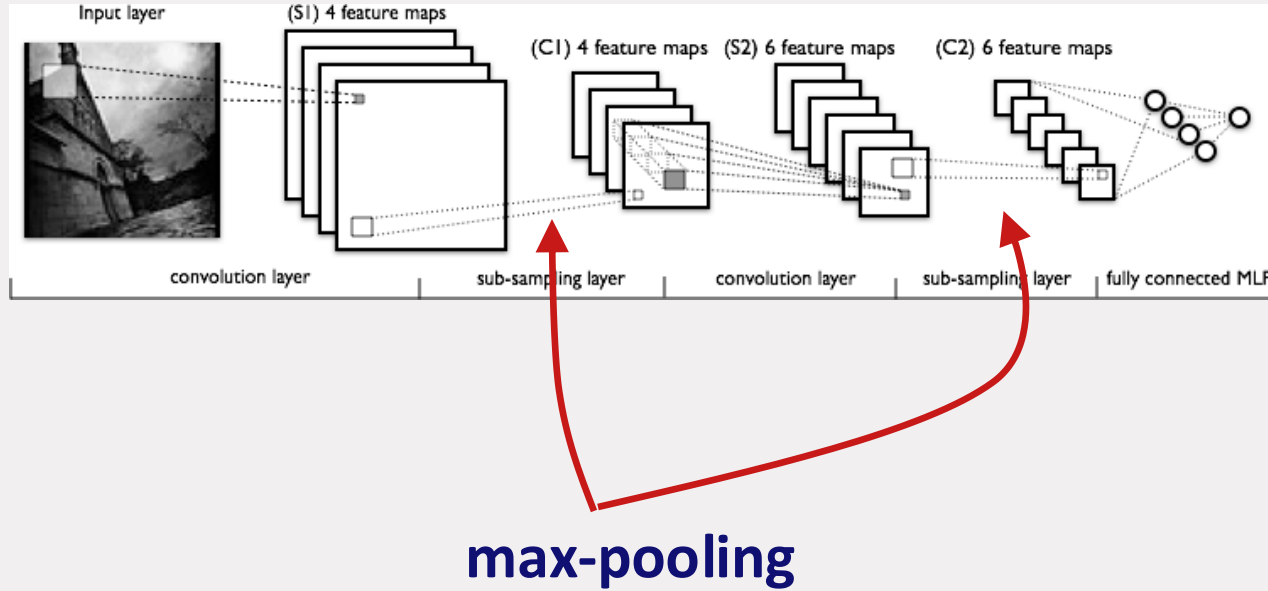 Input layer
(S1) 4 feature maps
(C1) 4 feature maps
(S2) 6 feature maps
(C2) 6 feature maps
convolution layer
sub-sampling layer
convolution layer
sub-sampling layer
fully connected MLP
max-pooling